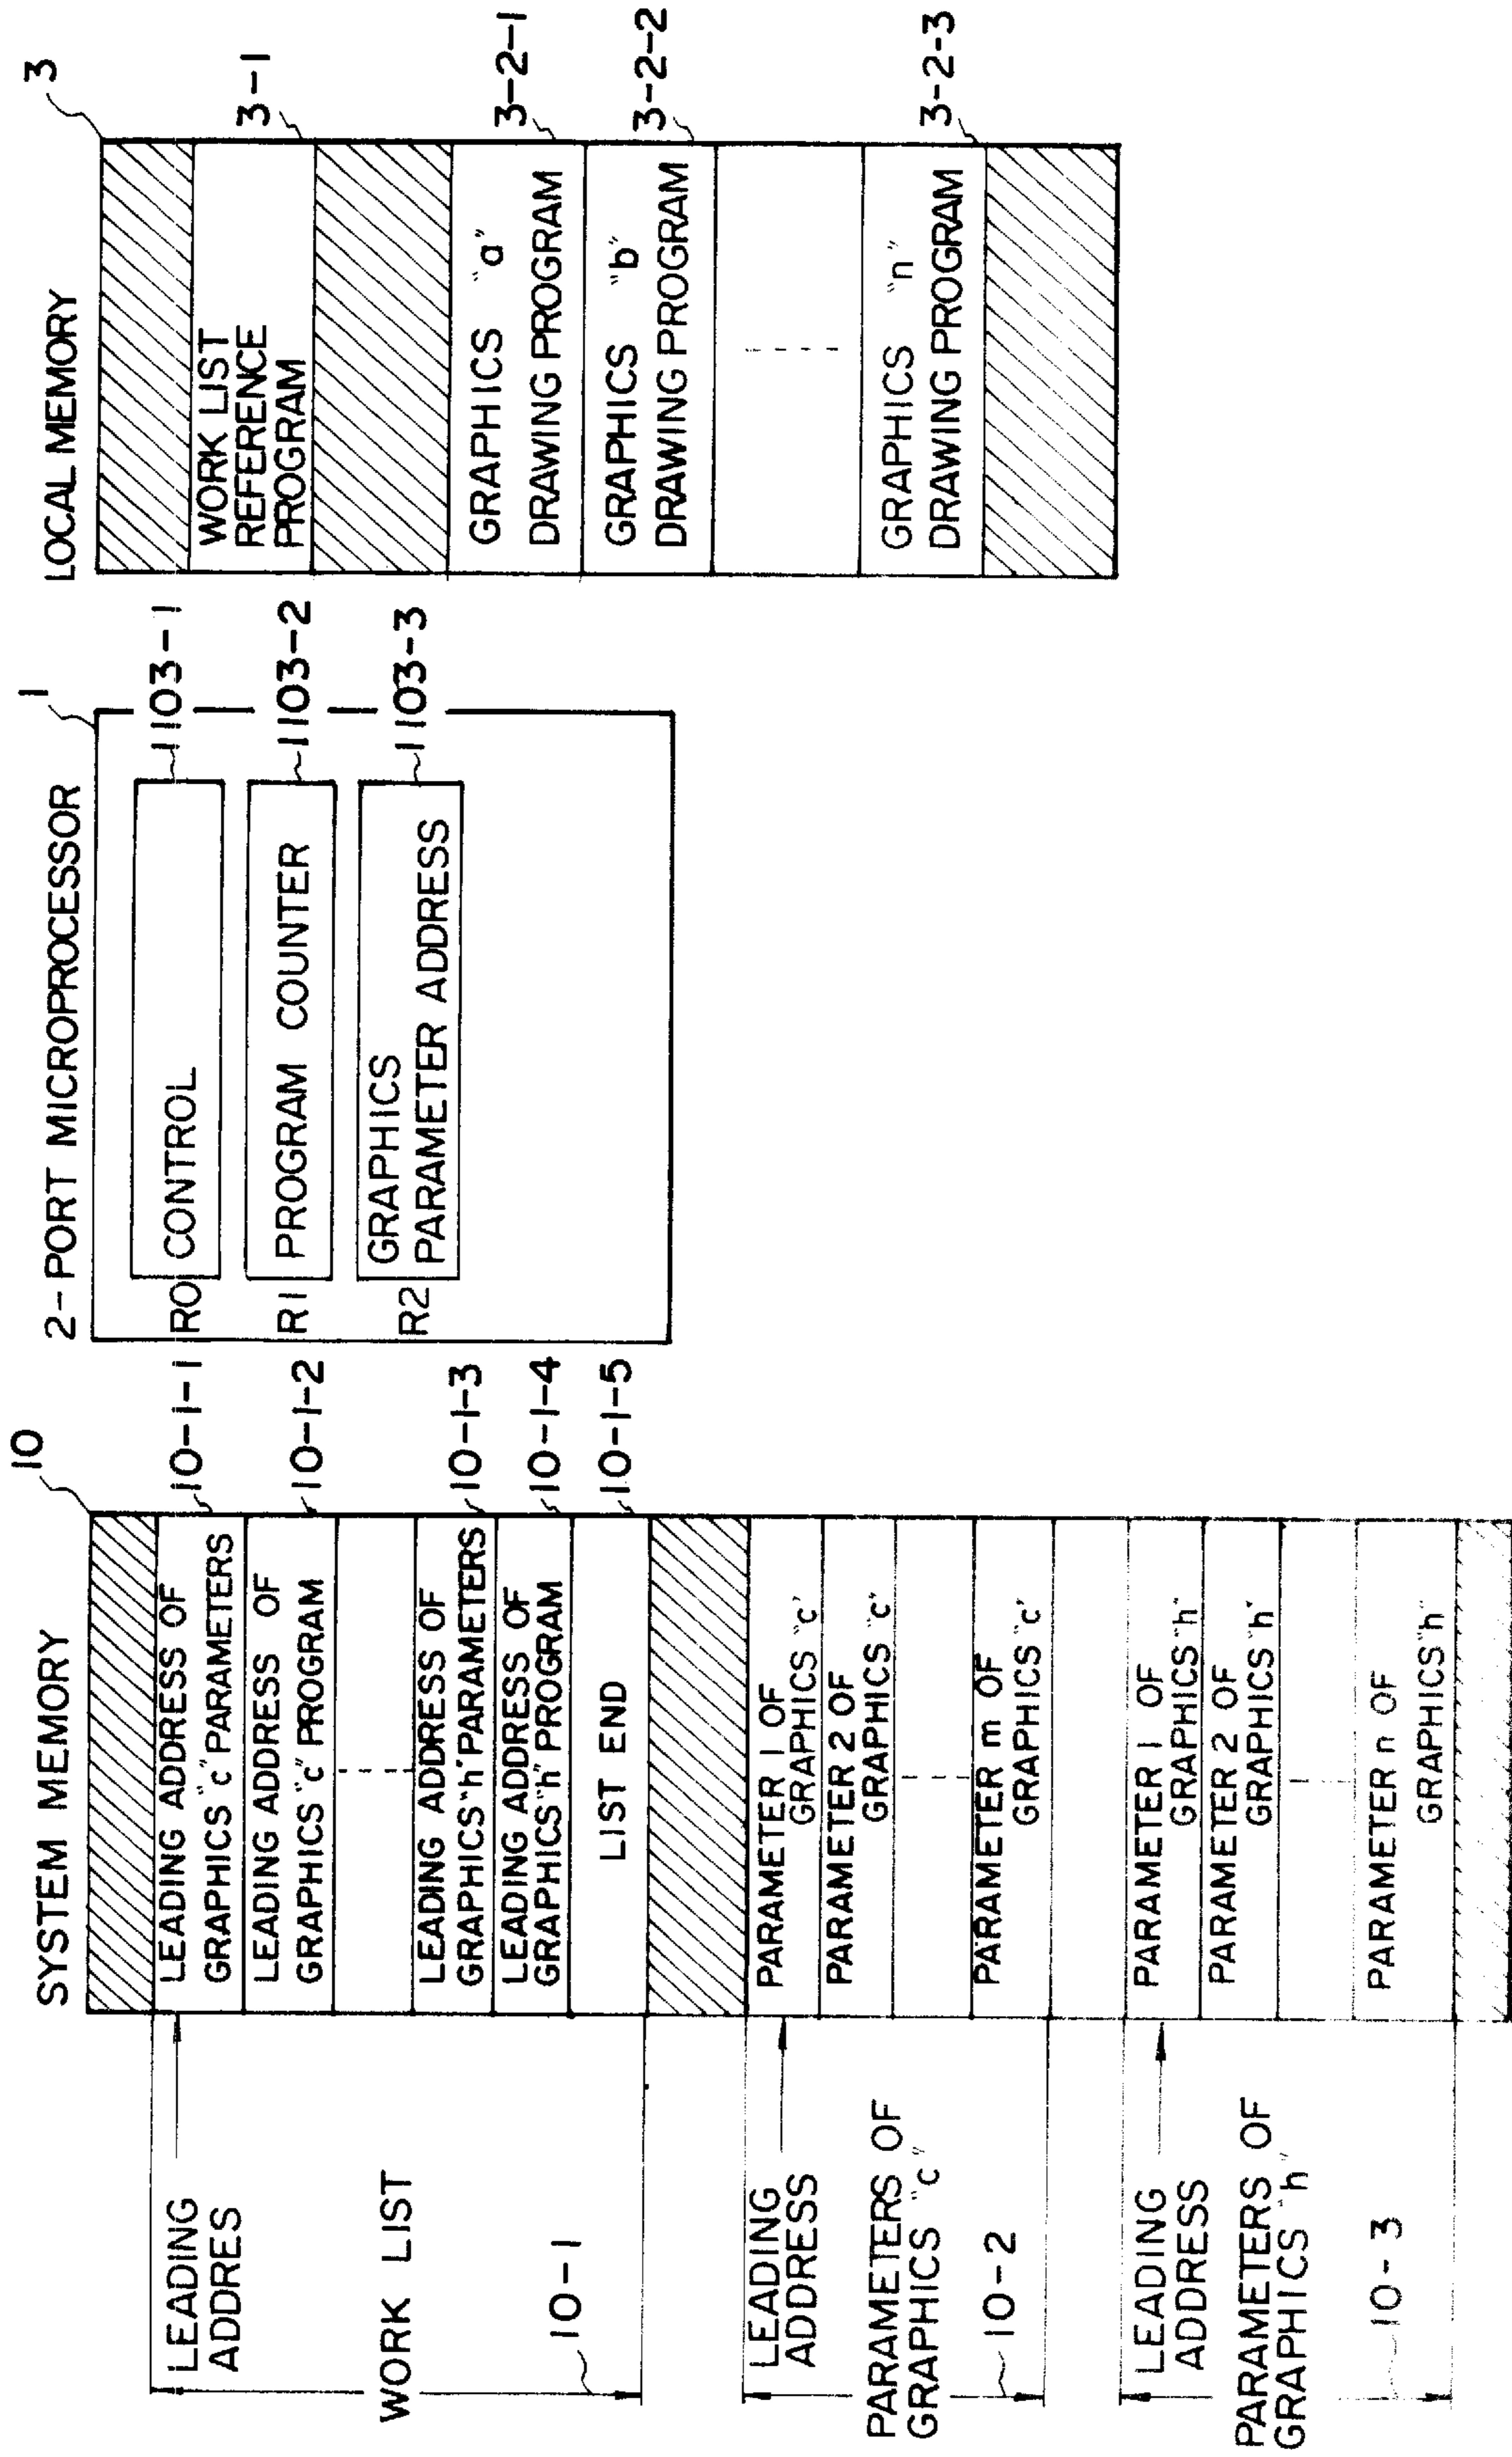 SYSTEM MEMORY
10
LEADING
ADDRES
WORK LIST
10-1
LEADING ADDRESS OF
GRAPHICS "c" PARAMETERS
10-1-1
LEADING ADDRESS OF
GRAPHICS "c" PROGRAM
10-1-2
LEADING ADDRESS OF
GRAPHICS "h" PARAMETERS
10-1-3
LEADING ADDRESS OF
GRAPHICS "h" PROGRAM
10-1-4
LIST END
10-1-5
LEADING
ADDRESS
PARAMETERS OF
GRAPHICS "c"
10-2
PARAMETER 1 OF
GRAPHICS "c"
PARAMETER 2 OF
GRAPHICS "c"
PARAMETER m OF
GRAPHICS "c"
LEADING
ADDRESS
PARAMETERS OF
GRAPHICS "h"
10-3
PARAMETER 1 OF
GRAPHICS "h"
PARAMETER 2 OF
GRAPHICS "h"
PARAMETER n OF
GRAPHICS "h"
2-PORT MICROPROCESSOR
1
R0 CONTROL
1103-1
R1 PROGRAM COUNTER
1103-2
R2
GRAPHICS
PARAMETER ADDRESS
1103-3
LOCAL MEMORY
3
WORK LIST
REFERENCE
PROGRAM
3-1
GRAPHICS "a"
DRAWING PROGRAM
3-2-1
GRAPHICS "b"
DRAWING PROGRAM
3-2-2
GRAPHICS "n"
DRAWING PROGRAM
3-2-3